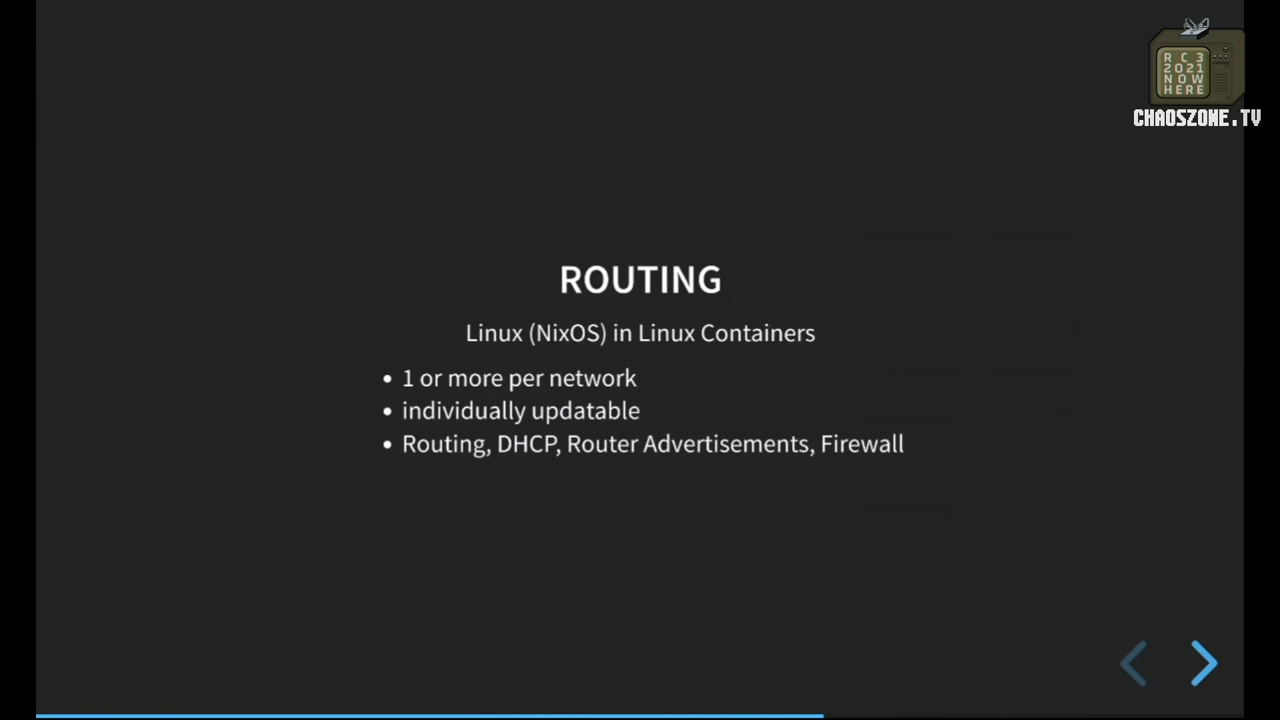 R C 3
2021
NOW
HERE
CHAOSZONE.TV
ROUTING
Linux (NixOS) in Linux Containers
• 1 or more per network
• individually updatable
• Routing, DHCP, Router Advertisements, Firewall